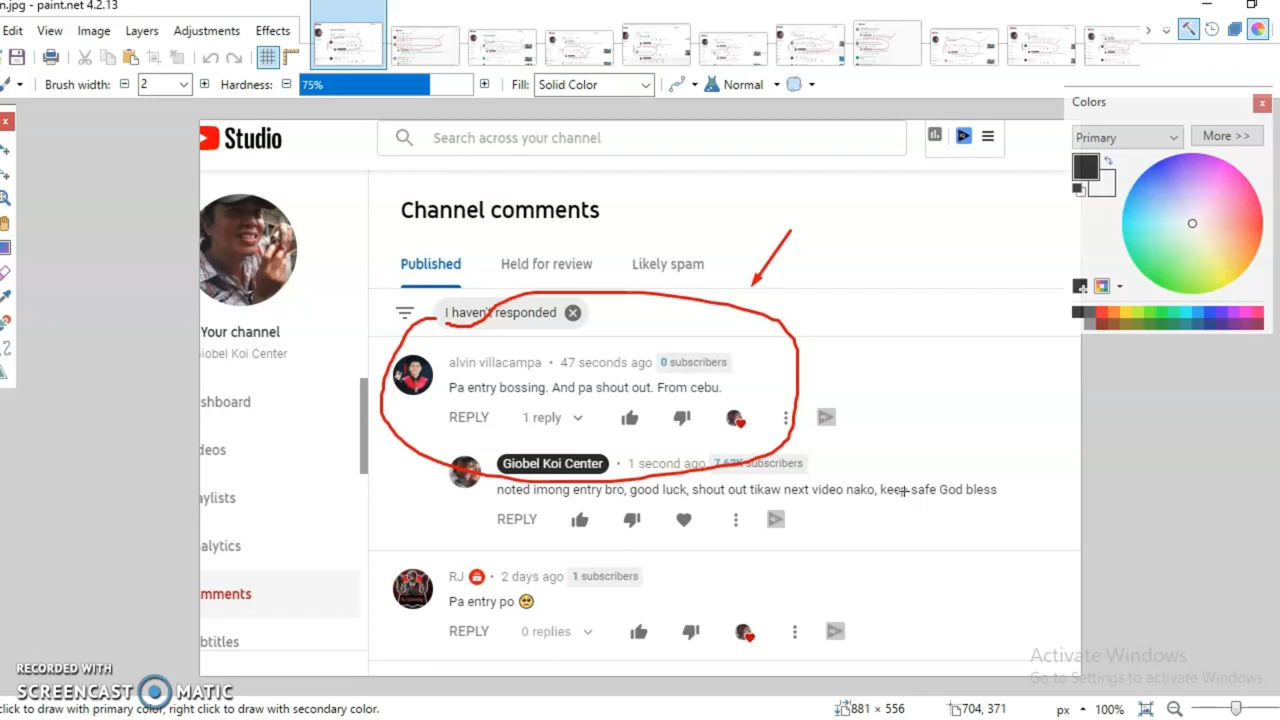 n.jpg - paint.net 4.2.13
Edit View Image Layers Adjustments Effects
Brush width: 2 Hardness: 75% Fill: Solid Color Normal
Colors
Primary More >>
Studio
Search across your channel
Channel comments
Published Held for review Likely spam
I haven't responded
Your channel
Giobel Koi Center
shboard
deos
aylists
alytics
mments
btitles
alvin villacampa • 47 seconds ago 0 subscribers
Pa entry bossing. And pa shout out. From cebu.
REPLY 1 reply
Giobel Koi Center • 1 second ago 7.62K subscribers
noted imong entry bro, good luck, shout out tikaw next video nako, keep safe God bless
REPLY
RJ • 2 days ago 1 subscribers
Pa entry po
REPLY 0 replies
Activate Windows
Go to Settings to activate Windows.
RECORDED WITH
SCREENCAST MATIC
click to draw with primary color, right click to draw with secondary color.
881 × 556 704, 371 px 100%